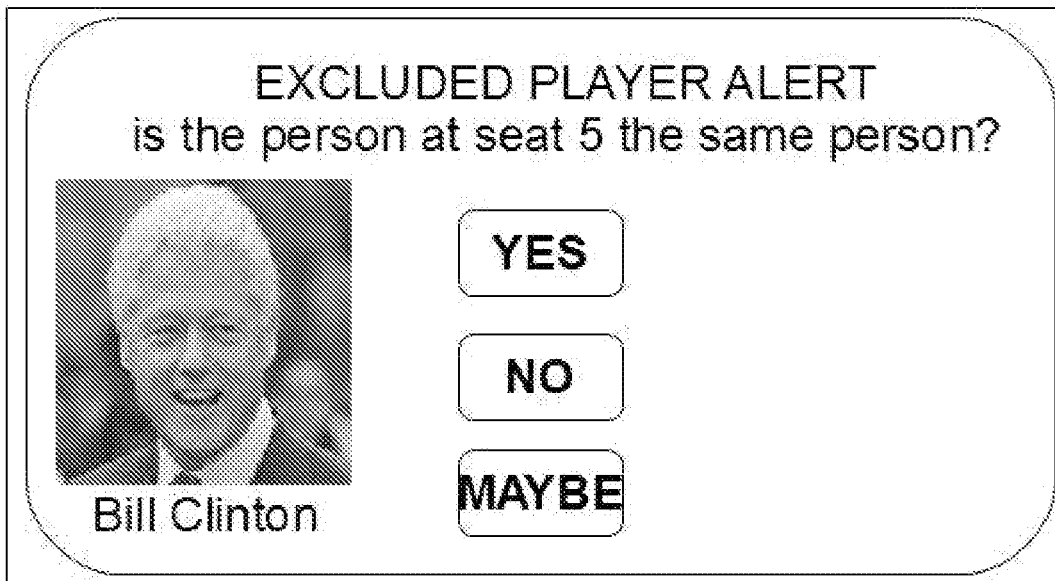 EXCLUDED PLAYER ALERT
is the person at seat 5 the same person?
YES
NO
MAYBE
Bill Clinton